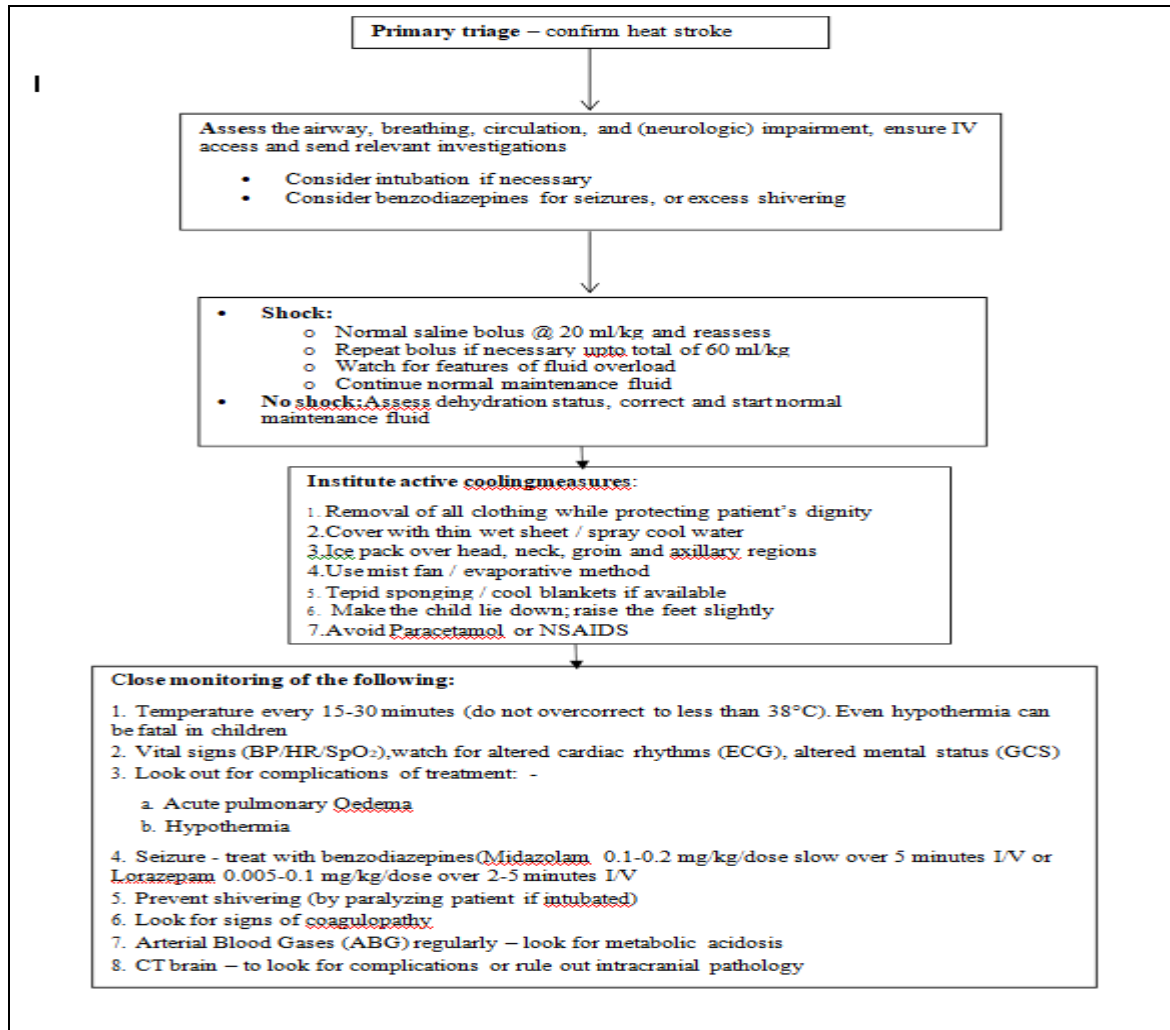 Primary triage – confirm heat stroke
I
Assess the airway, breathing, circulation, and (neurologic) impairment, ensure IV
access and send relevant investigations
• Consider intubation if necessary
• Consider benzodiazepines for seizures, or excess shivering
• Shock:
o Normal saline bolus @ 20 ml/kg and reassess
o Repeat bolus if necessary upto total of 60 ml/kg
o Watch for features of fluid overload
o Continue normal maintenance fluid
• No shock:Assess dehydration status, correct and start normal
maintenance fluid
Institute active coolingmeasures:
1. Removal of all clothing while protecting patient's dignity
2.Cover with thin wet sheet / spray cool water
3.Ice pack over head, neck, groin and axillary regions
4.Use mist fan / evaporative method
5. Tepid sponging / cool blankets if available
6. Make the child lie down; raise the feet slightly
7.Avoid Paracetamol or NSAIDS
Close monitoring of the following:
1. Temperature every 15-30 minutes (do not overcorrect to less than 38°C). Even hypothermia can
be fatal in children
2. Vital signs (BP/HR/SpO₂),watch for altered cardiac rhythms (ECG), altered mental status (GCS)
3. Look out for complications of treatment: -
a. Acute pulmonary Oedema
b. Hypothermia
4. Seizure - treat with benzodiazepines(Midazolam 0.1-0.2 mg/kg/dose slow over 5 minutes I/V or
Lorazepam 0.005-0.1 mg/kg/dose over 2-5 minutes I/V
5. Prevent shivering (by paralyzing patient if intubated)
6. Look for signs of coagulopathy
7. Arterial Blood Gases (ABG) regularly – look for metabolic acidosis
8. CT brain – to look for complications or rule out intracranial pathology